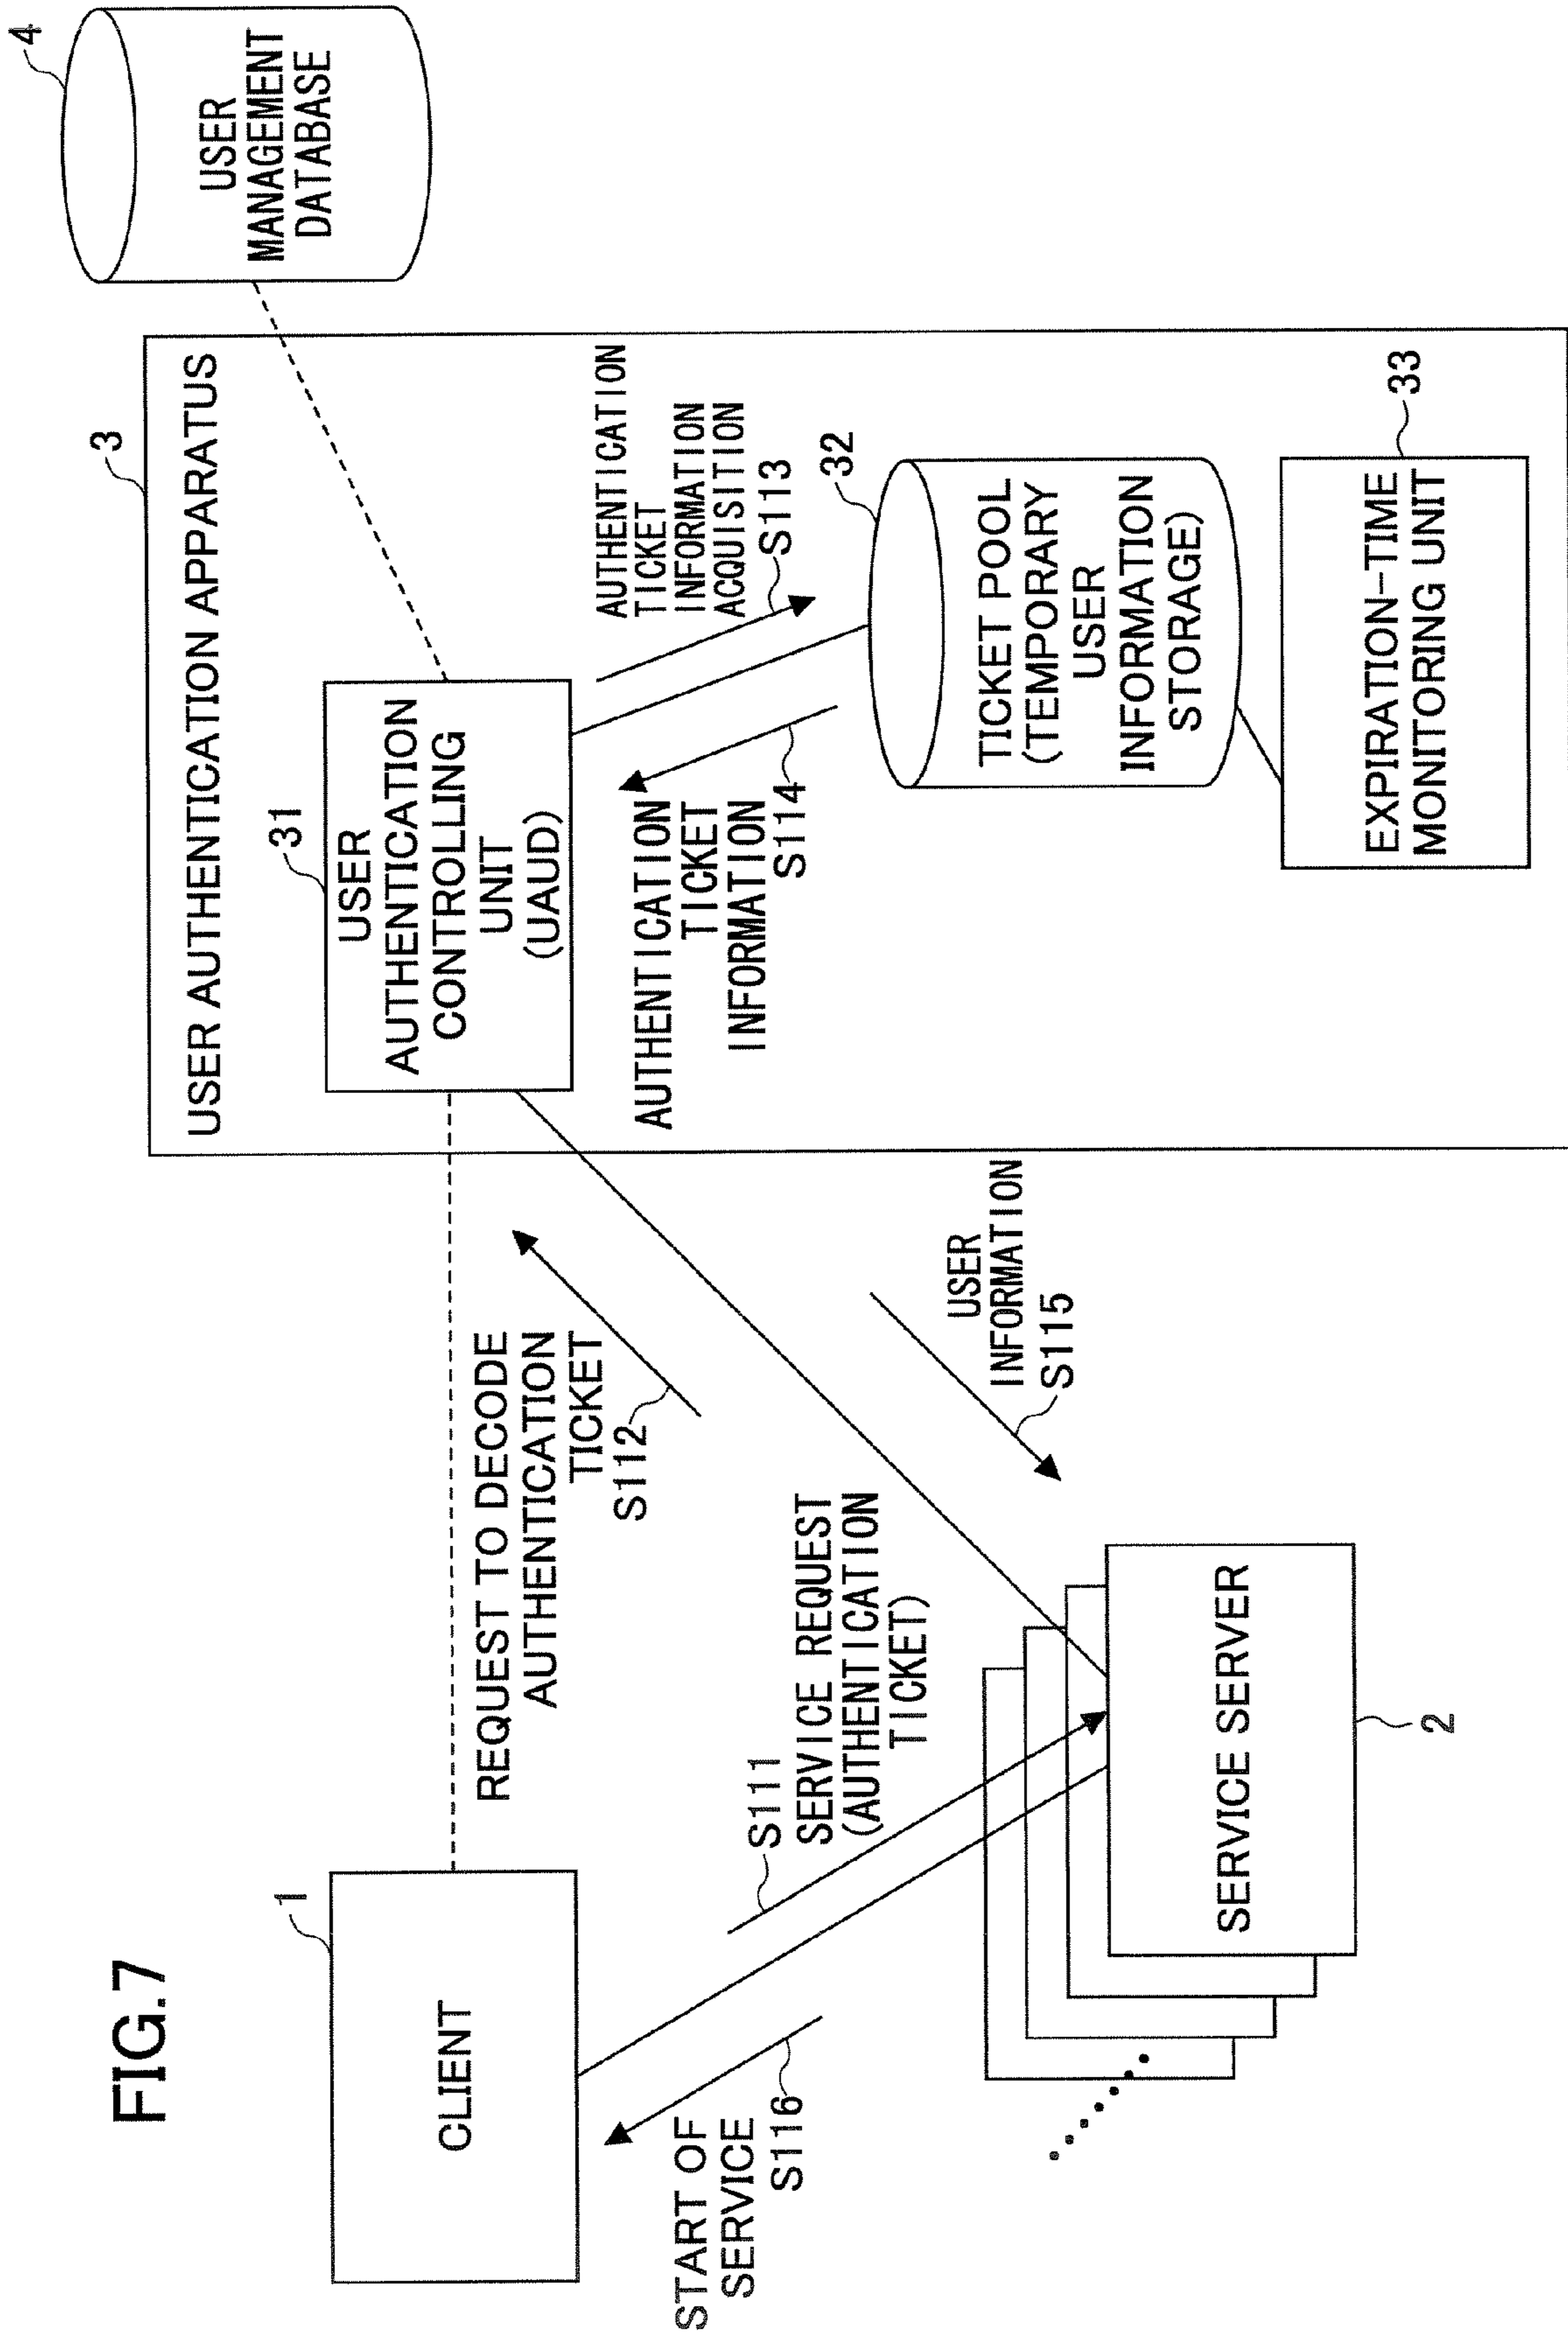 FIG.7
1
CLIENT
START OF
SERVICE
S116
S111
SERVICE REQUEST
(AUTHENTICATION
TICKET)
SERVICE SERVER
2
REQUEST TO DECODE
AUTHENTICATION
TICKET
S112
USER
INFORMATION
S115
3
USER AUTHENTICATION APPARATUS
31
USER
AUTHENTICATION
CONTROLLING
UNIT
(UAUD)
AUTHENTICATION
TICKET
INFORMATION
S114
AUTHENTICATION
TICKET
INFORMATION
ACQUISITION
S113
32
TICKET POOL
(TEMPORARY
USER
INFORMATION
STORAGE)
33
EXPIRATION-TIME
MONITORING UNIT
4
USER
MANAGEMENT
DATABASE